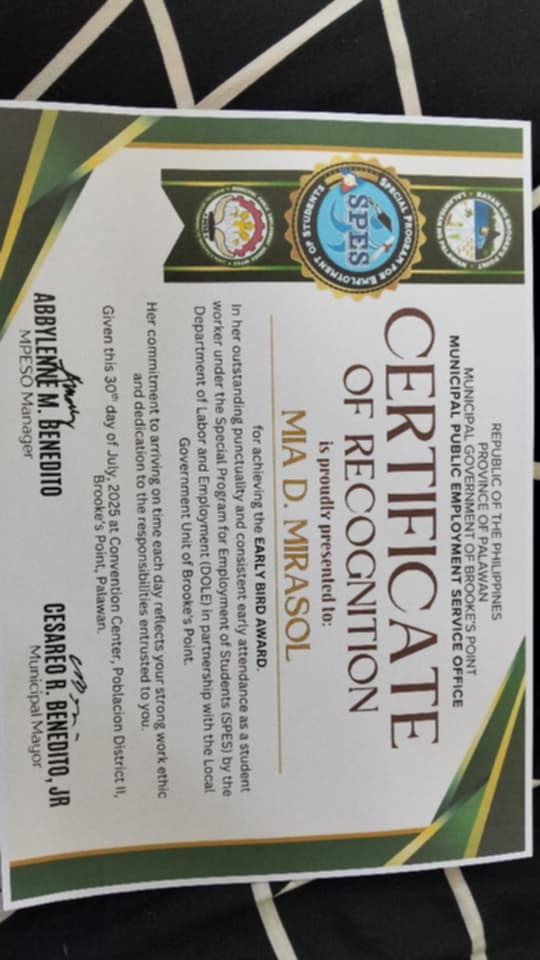 REPUBLIC OF THE PHILIPPINES
PROVINCE OF PALAWAN
MUNICIPAL GOVERNMENT OF BROOKE'S POINT
MUNICIPAL PUBLIC EMPLOYMENT SERVICE OFFICE
CERTIFICATE
OF RECOGNITION
is proudly presented to:
MIA D. MIRASOL
for achieving the EARLY BIRD AWARD.
In her outstanding punctuality and consistent early attendance as a student
worker under the Special Program for Employment of Students (SPES) by the
Department of Labor and Employment (DOLE) in partnership with the Local
Government Unit of Brooke's Point.
Her commitment to arriving on time each day reflects your strong work ethic
and dedication to the responsibilities entrusted to you.
Given this 30th day of July, 2025 at Convention Center, Poblacion District II,
Brooke's Point, Palawan.
ABBYLENNE M. BENEDITO
MPESO Manager
CESAREO R. BENEDITO, JR
Municipal Mayor
BAYAN NG BROOKE'S POINT
LALAWIGAN NG PALAWAN
SPECIAL PROGRAM FOR EMPLOYMENT OF STUDENTS
SPES